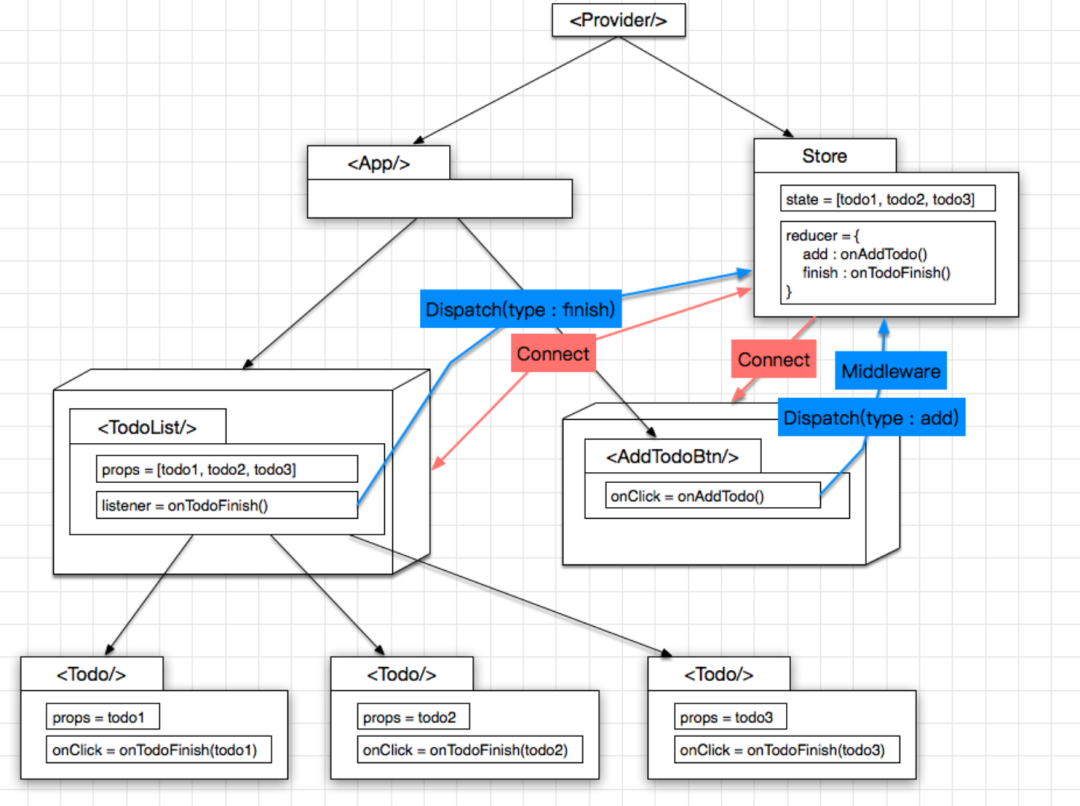 <Provider/>
<App/>
Store
state = [todo1, todo2, todo3]
reducer = {
add : onAddTodo()
finish : onTodoFinish()
}
Dispatch(type : finish)
Connect
Connect
Middleware
Dispatch(type : add)
<TodoList/>
props = [todo1, todo2, todo3]
listener = onTodoFinish()
<AddTodoBtn/>
onClick = onAddTodo()
<Todo/>
props = todo1
onClick = onTodoFinish(todo1)
<Todo/>
props = todo2
onClick = onTodoFinish(todo2)
<Todo/>
props = todo3
onClick = onTodoFinish(todo3)